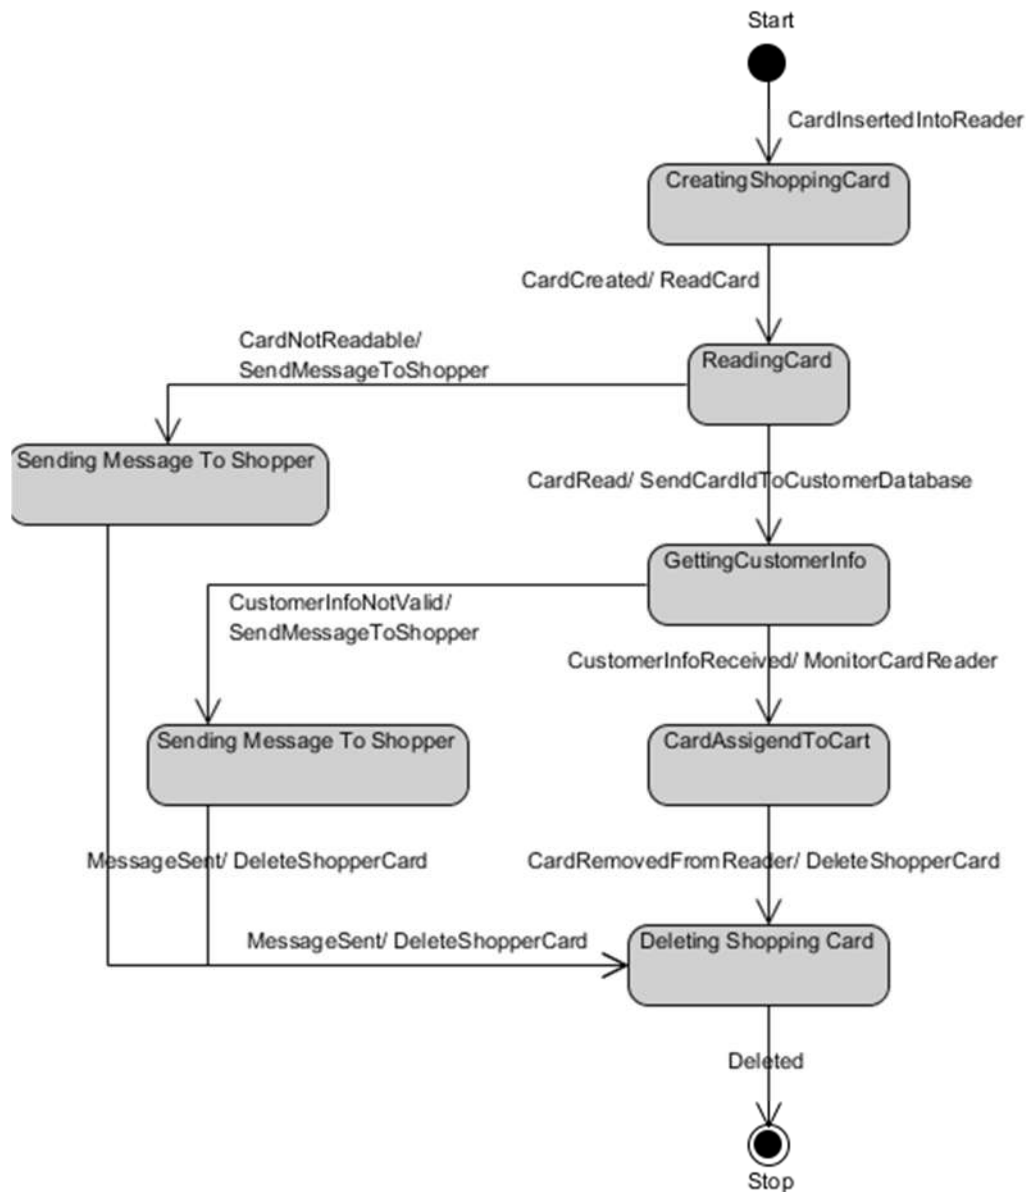 Start
CardInsertedIntoReader
CreatingShoppingCard
CardCreated/ ReadCard
CardNotReadable/
SendMessageToShopper
ReadingCard
Sending Message To Shopper
CardRead/ SendCardIdToCustomerDatabase
GettingCustomerInfo
CustomerInfoNotValid/
SendMessageToShopper
CustomerInfoReceived/ MonitorCardReader
Sending Message To Shopper
CardAssigendToCart
MessageSent/ DeleteShopperCard
CardRemovedFromReader/ DeleteShopperCard
MessageSent/ DeleteShopperCard
Deleting Shopping Card
Deleted
Stop